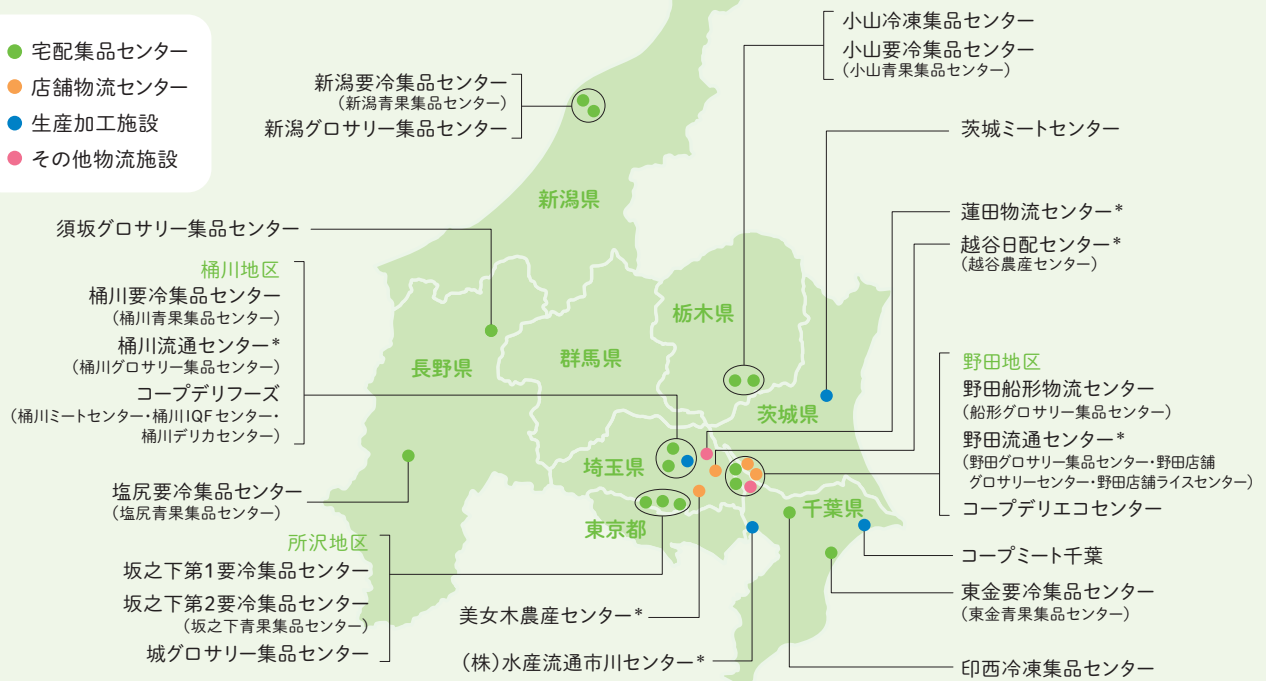 宅配集品センター
店舗物流センター
生産加工施設
その他物流施設
新潟要冷集品センター
(新潟青果集品センター)
新潟グロサリー集品センター
小山冷凍集品センター
小山要冷集品センター
(小山青果集品センター)
茨城ミートセンター
蓮田物流センター*
越谷日配センター*
(越谷農産センター)
須坂グロサリー集品センター
桶川地区
桶川要冷集品センター
(桶川青果集品センター)
桶川流通センター*
(桶川グロサリー集品センター)
コープデリフーズ
(桶川ミートセンター・桶川IQFセンター・
桶川デリカセンター)
塩尻要冷集品センター
(塩尻青果集品センター)
所沢地区
坂之下第1要冷集品センター
坂之下第2要冷集品センター
(坂之下青果集品センター)
城グロサリー集品センター
新潟県
栃木県
群馬県
長野県
茨城県
埼玉県
東京都
千葉県
野田地区
野田船形物流センター
(船形グロサリー集品センター)
野田流通センター*
(野田グロサリー集品センター・野田店舗
グロサリーセンター・野田店舗ライスセンター)
コープデリエコセンター
コープミート千葉
東金要冷集品センター
(東金青果集品センター)
印西冷凍集品センター
美女木農産センター*
(株)水産流通市川センター*